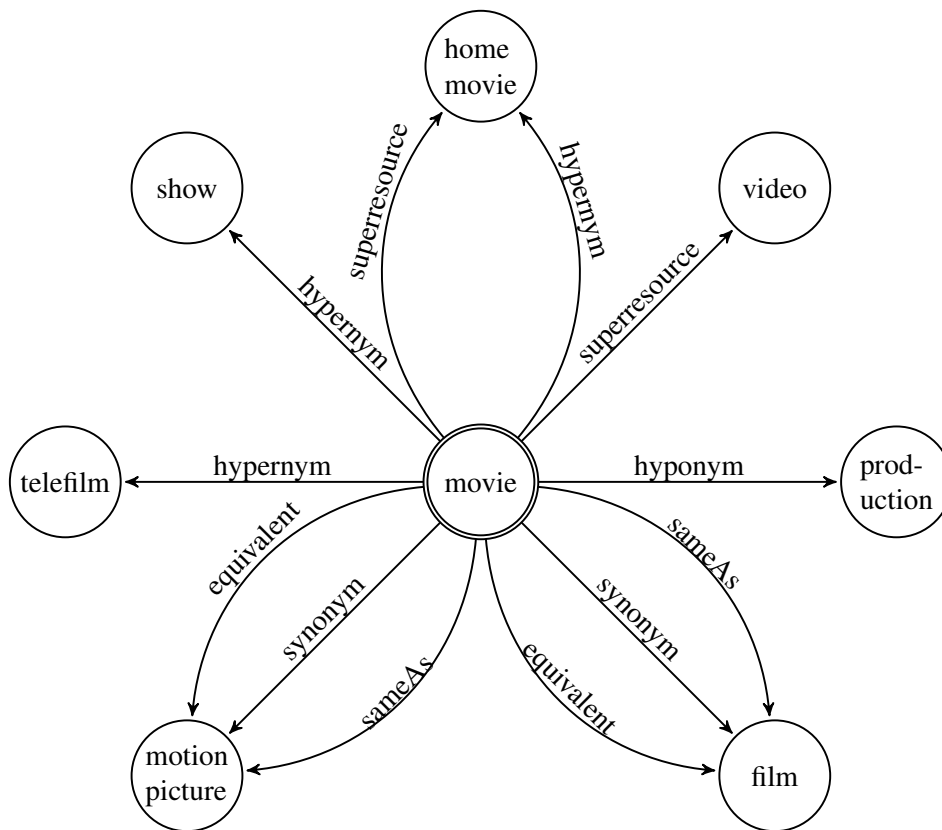 home
movie
show
video
superresource
hypernym
hypernym
superresource
telefilm
hypernym
movie
hyponym
prod-
uction
equivalent
synonym
sameAs
equivalent
synonym
sameAs
motion
picture
film